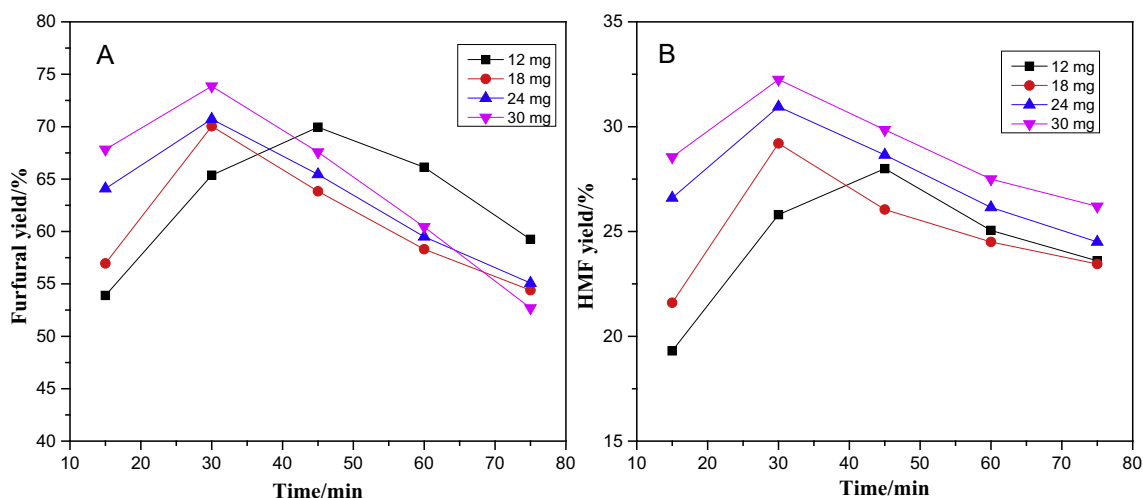 A
12 mg
18 mg
24 mg
30 mg
Furfural yield/%
80
75
70
65
60
55
50
45
40
10 20 30 40 50 60 70 80
Time/min
B
12 mg
18 mg
24 mg
30 mg
HMF yield/%
35
30
25
20
15
10 20 30 40 50 60 70 80
Time/min